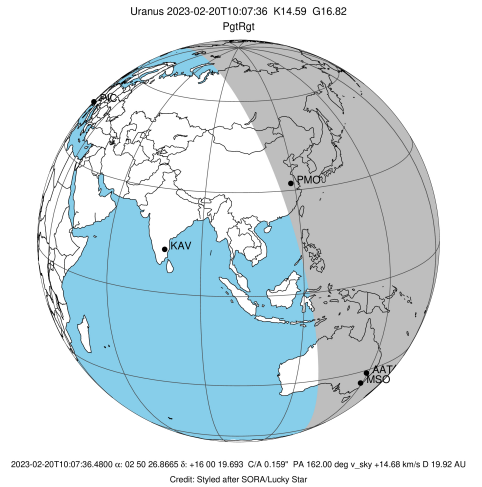 Uranus 2023-02-20T10:07:36 K14.59 G16.82
PgtRgt
PIC
PMO
KAV
AAT
MSO
2023-02-20T10:07:36.4800 α: 02 50 26.8665 δ: +16 00 19.693 C/A 0.159" PA 162.00 deg v_sky +14.68 km/s D 19.92 AU
Credit: Styled after SORA/Lucky Star